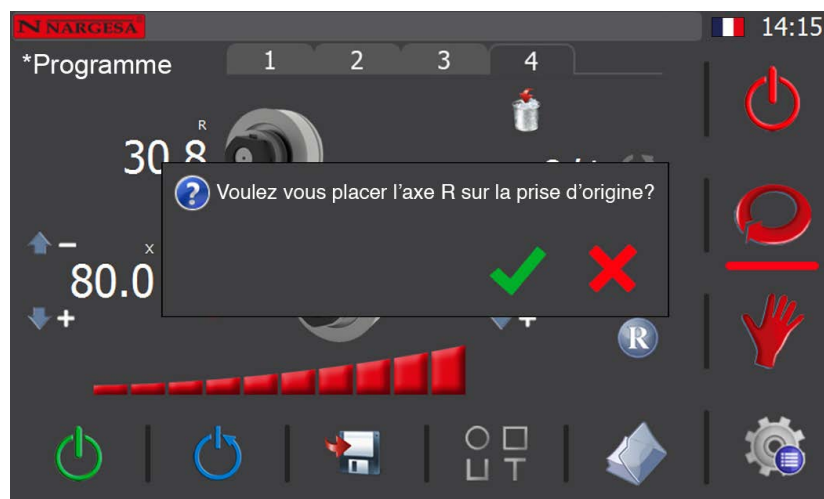 N NARGESA
14:15
*Programme 1 2 3 4
R
30.8
Voulez vous placer l'axe R sur la prise d'origine?
− X
80.0
+ +
R